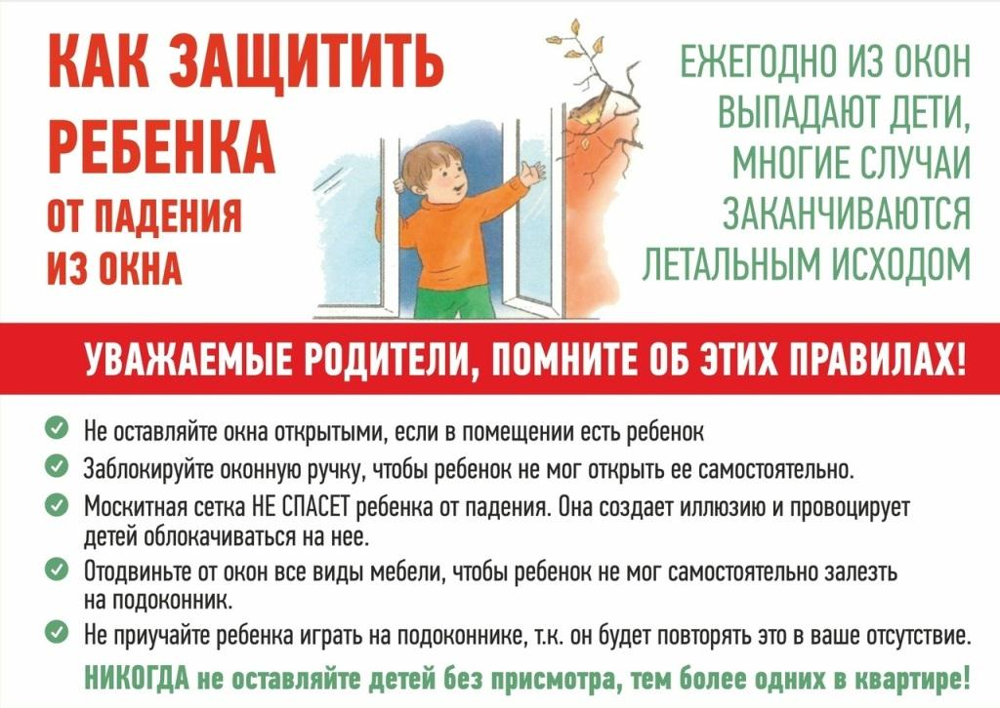 КАК ЗАЩИТИТЬ
РЕБЕНКА
ОТ ПАДЕНИЯ
ИЗ ОКНА
ЕЖЕГОДНО ИЗ ОКОН
ВЫПАДАЮТ ДЕТИ,
МНОГИЕ СЛУЧАИ
ЗАКАНЧИВАЮТСЯ
ЛЕТАЛЬНЫМ ИСХОДОМ
УВАЖАЕМЫЕ РОДИТЕЛИ, ПОМНИТЕ ОБ ЭТИХ ПРАВИЛАХ!
Не оставляйте окна открытыми, если в помещении есть ребенок
Заблокируйте оконную ручку, чтобы ребенок не мог открыть ее самостоятельно.
Москитная сетка НЕ СПАСЕТ ребенка от падения. Она создает иллюзию и провоцирует
детей облокачиваться на нее.
Отодвиньте от окон все виды мебели, чтобы ребенок не мог самостоятельно залезть
на подоконник.
Не приучайте ребенка играть на подоконнике, т.к. он будет повторять это в ваше отсутствие.
НИКОГДА не оставляйте детей без присмотра, тем более одних в квартире!